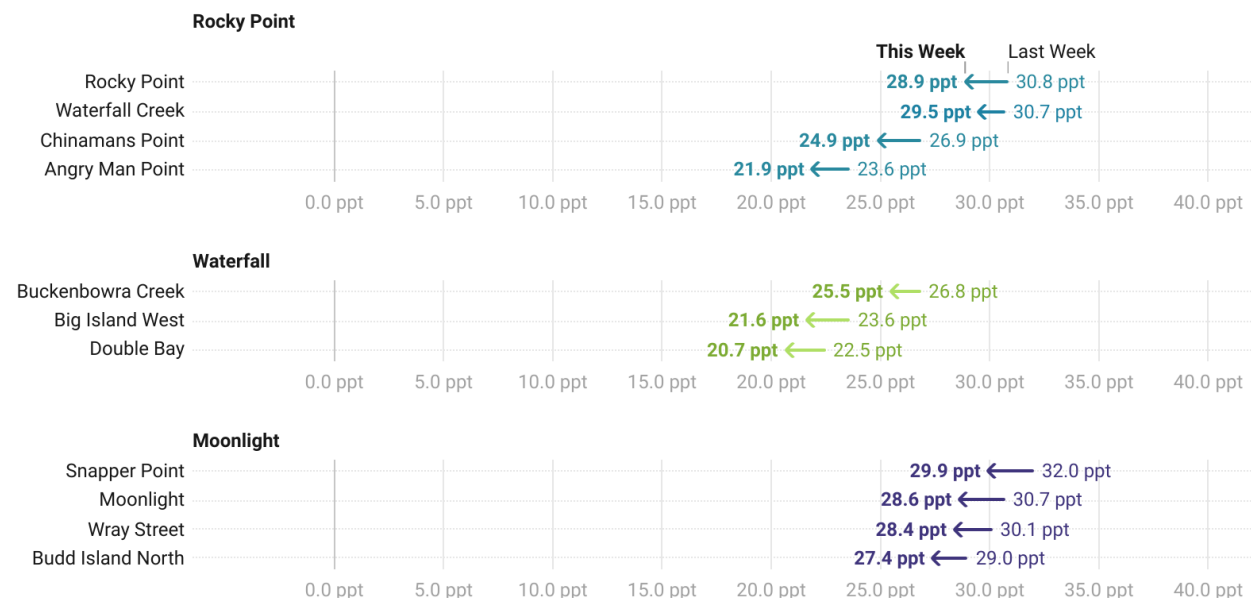 Rocky Point
This Week Last Week
Rocky Point 28.9 ppt 30.8 ppt
Waterfall Creek 29.5 ppt 30.7 ppt
Chinamans Point 24.9 ppt 26.9 ppt
Angry Man Point 21.9 ppt 23.6 ppt
0.0 ppt 5.0 ppt 10.0 ppt 15.0 ppt 20.0 ppt 25.0 ppt 30.0 ppt 35.0 ppt 40.0 ppt
Waterfall
Buckenbowra Creek 25.5 ppt 26.8 ppt
Big Island West 21.6 ppt 23.6 ppt
Double Bay 20.7 ppt 22.5 ppt
0.0 ppt 5.0 ppt 10.0 ppt 15.0 ppt 20.0 ppt 25.0 ppt 30.0 ppt 35.0 ppt 40.0 ppt
Moonlight
Snapper Point 29.9 ppt 32.0 ppt
Moonlight 28.6 ppt 30.7 ppt
Wray Street 28.4 ppt 30.1 ppt
Budd Island North 27.4 ppt 29.0 ppt
0.0 ppt 5.0 ppt 10.0 ppt 15.0 ppt 20.0 ppt 25.0 ppt 30.0 ppt 35.0 ppt 40.0 ppt